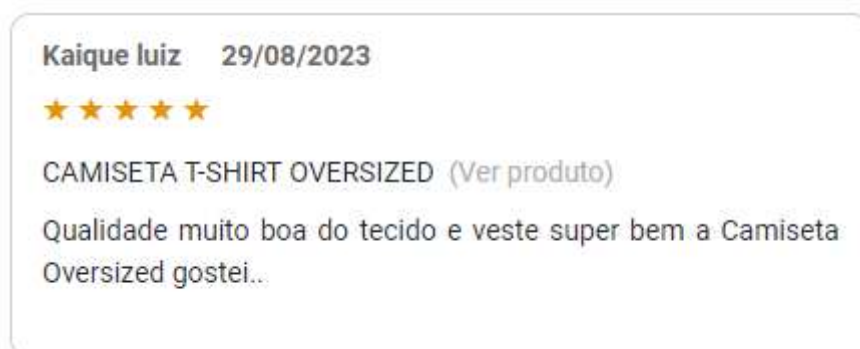 Kaique luiz 29/08/2023
CAMISETA T-SHIRT OVERSIZED (Ver produto)
Qualidade muito boa do tecido e veste super bem a Camiseta
Oversized gostei..